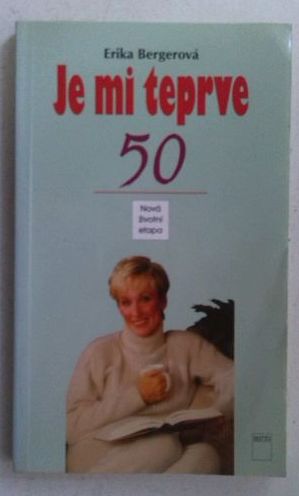 Erika Bergerová
Je mi teprve
50
Nová
životní
etapa